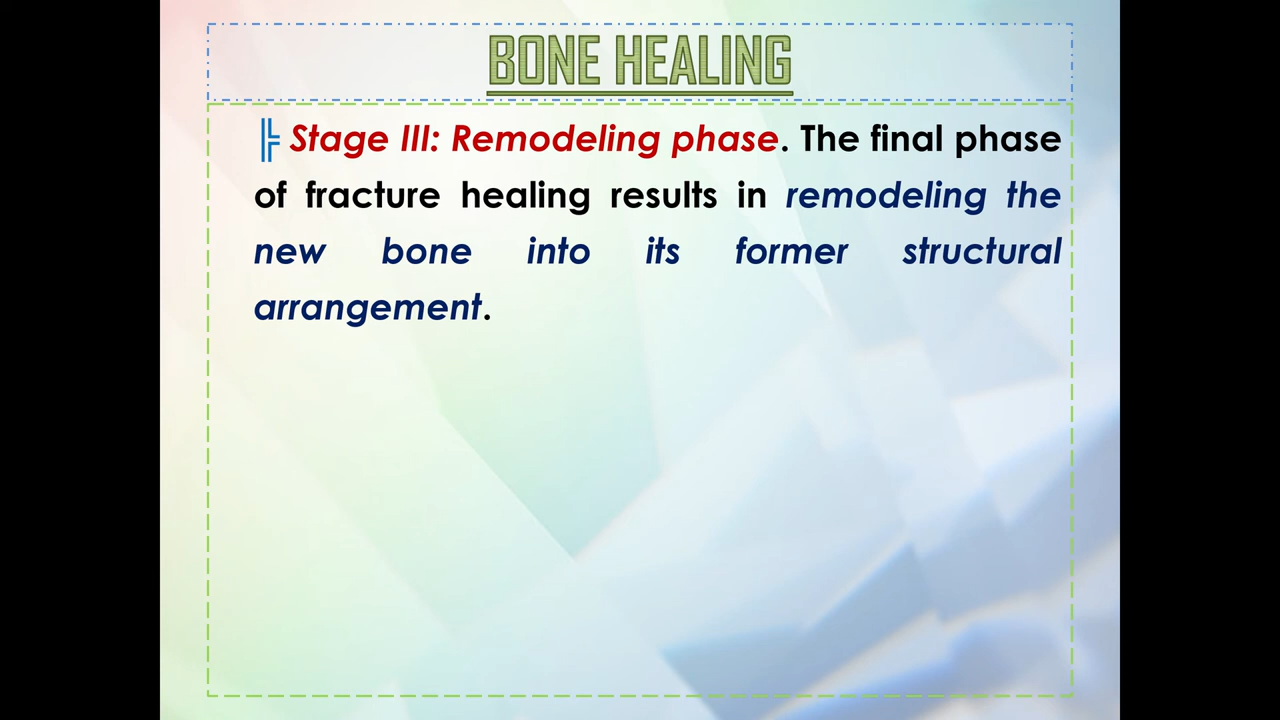 BONE HEALING
╠ Stage III: Remodeling phase. The final phase
of fracture healing results in remodeling the
new bone into its former structural
arrangement.